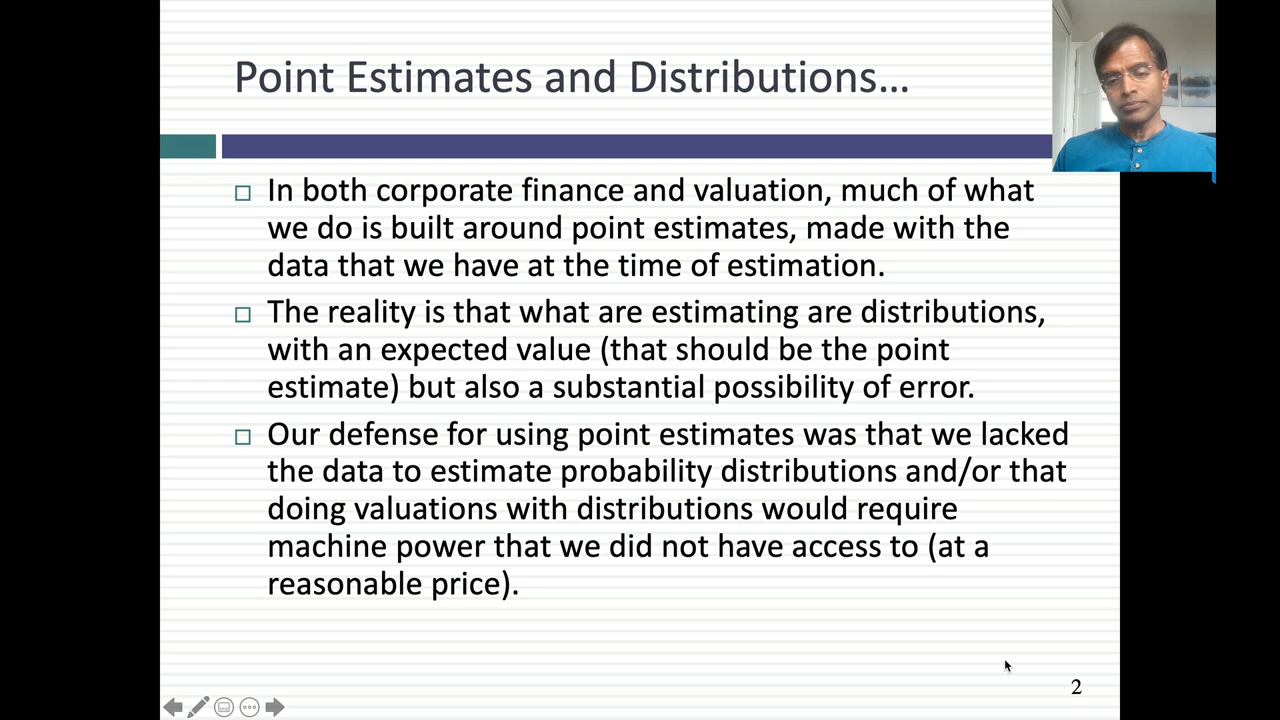 Point Estimates and Distributions…
In both corporate finance and valuation, much of what
we do is built around point estimates, made with the
data that we have at the time of estimation.
The reality is that what are estimating are distributions,
with an expected value (that should be the point
estimate) but also a substantial possibility of error.
Our defense for using point estimates was that we lacked
the data to estimate probability distributions and/or that
doing valuations with distributions would require
machine power that we did not have access to (at a
reasonable price).
2